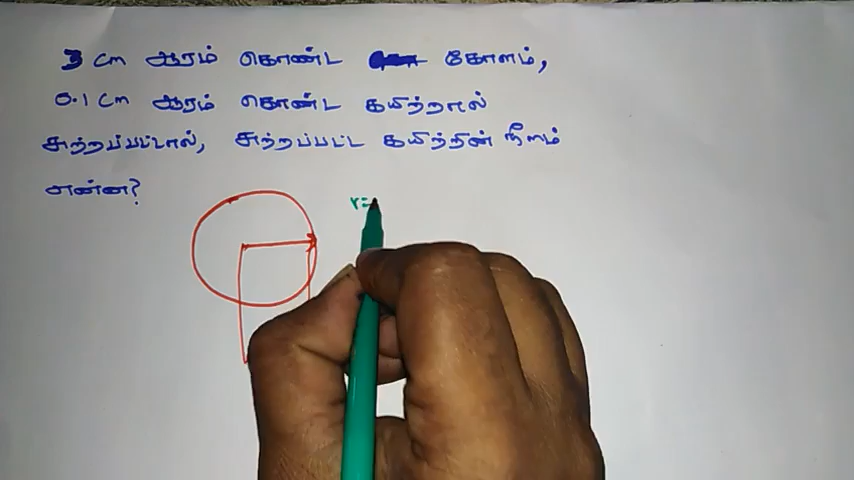 3 cm ஆரம் கொண்ட கோளம்,
0.1 cm ஆரம் கொண்ட கயிற்றால்
சுற்றப்பட்டால், சுற்றப்பட்ட கயிற்றின் நீளம்
என்ன?
r=